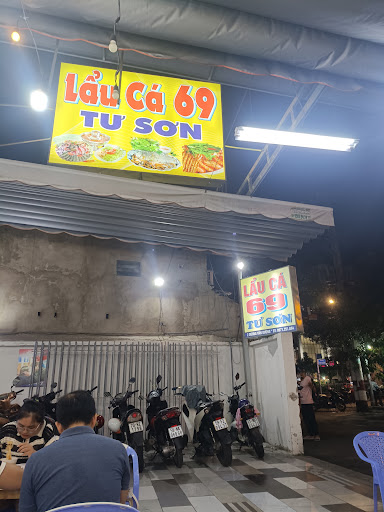 Lẩu Cá 69
TƯ SƠN
LẨU CÁ
69
TƯ SƠN